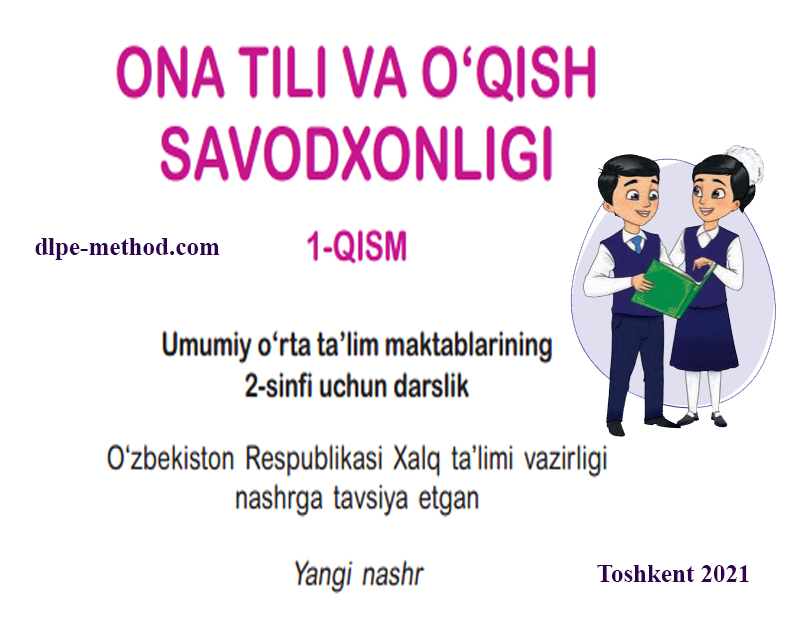 ONA TILI VA O‘QISH
SAVODXONLIGI
dlpe-method.com
1-QISM
Umumiy o‘rta ta’lim maktablarining
2-sinfi uchun darslik
O‘zbekiston Respublikasi Xalq ta’limi vazirligi
nashrga tavsiya etgan
Yangi nashr
Toshkent 2021